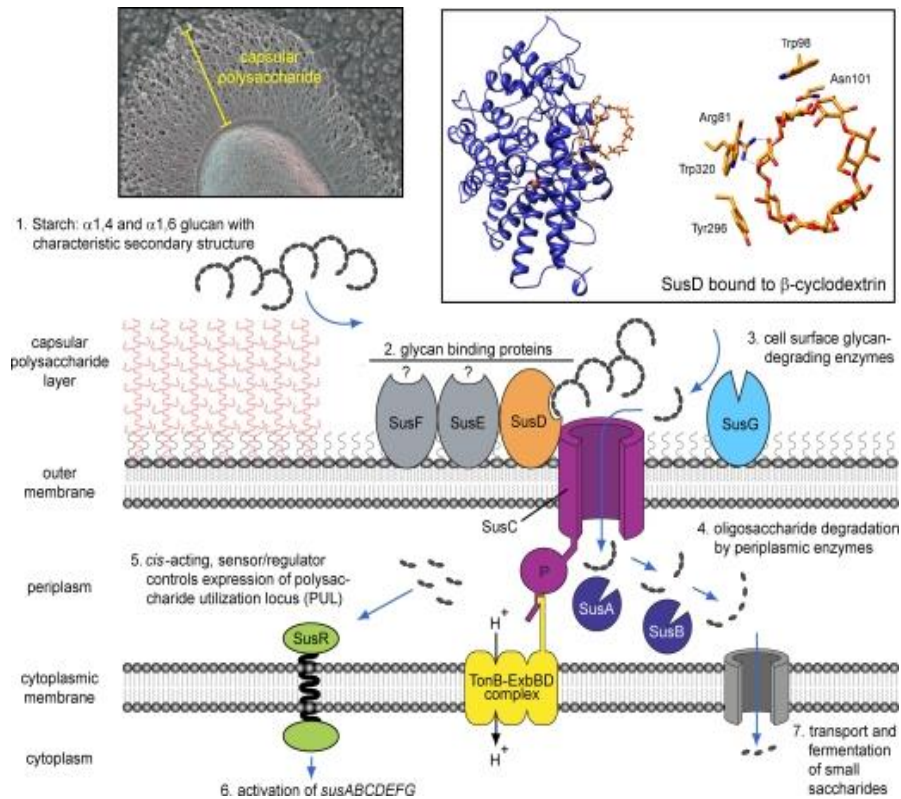 capsular
polysaccharide
Trp98
Asn101
Arg81
Trp320
Tyr296
SusD bound to β-cyclodextrin
1. Starch: α1,4 and α1,6 glucan with
characteristic secondary structure
capsular
polysaccharide
layer
2. glycan binding proteins
3. cell surface glycan-
degrading enzymes
?
?
SusF
SusE
SusD
SusG
outer
membrane
SusC
4. oligosaccharide degradation
by periplasmic enzymes
5. cis-acting, sensor/regulator
controls expression of polysac-
charide utilization locus (PUL)
periplasm
P
SusA
SusB
SusR
H+
cytoplasmic
membrane
TonB-ExbBD
complex
H+
cytoplasm
7. transport and
fermentation
of small
saccharides
6. activation of susABCDEFG